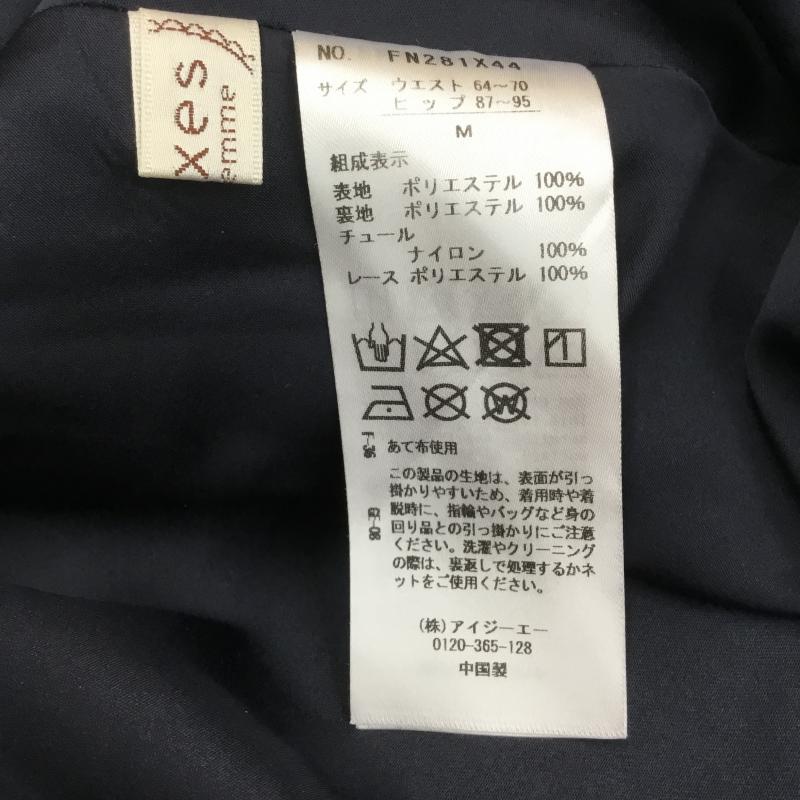 xes
emme
NO. FN281X44
サイズ ウエスト 64~70
ヒップ 87~95
M
組成表示
表地 ポリエステル 100%
裏地 ポリエステル 100%
チュール
ナイロン 100%
レース ポリエステル 100%
W
あて布使用
この製品の生地は、表面が引っ
掛かりやすいため、着用時や着
脱時に、指輪やバッグなど身の
回り品との引っ掛かりにご注意
ください。洗濯やクリーニング
の際は、裏返しで処理するかネ
ットをご使用ください。
(株)アイジーエー
0120-365-128
中国製